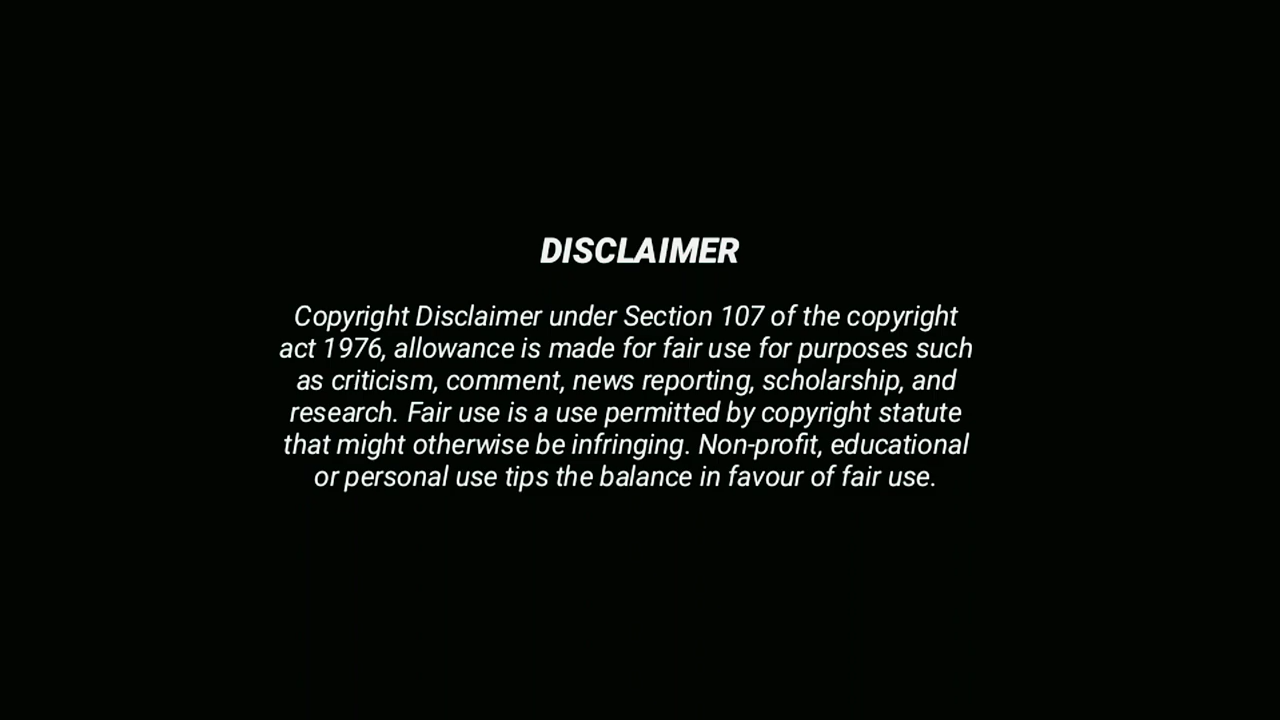 DISCLAIMER
Copyright Disclaimer under Section 107 of the copyright
act 1976, allowance is made for fair use for purposes such
as criticism, comment, news reporting, scholarship, and
research. Fair use is a use permitted by copyright statute
that might otherwise be infringing. Non-profit, educational
or personal use tips the balance in favour of fair use.